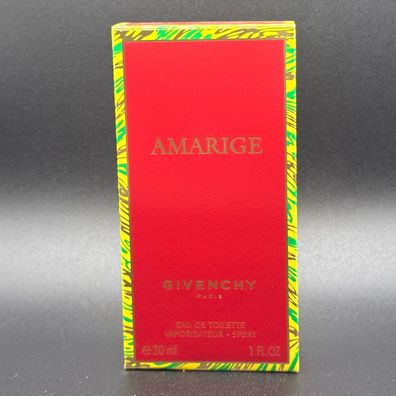 AMARIGE
GIVENCHY
PARIS
EAU DE TOILETTE
VAPORISATEUR - SPRAY
℮30 ml 1 FL.OZ